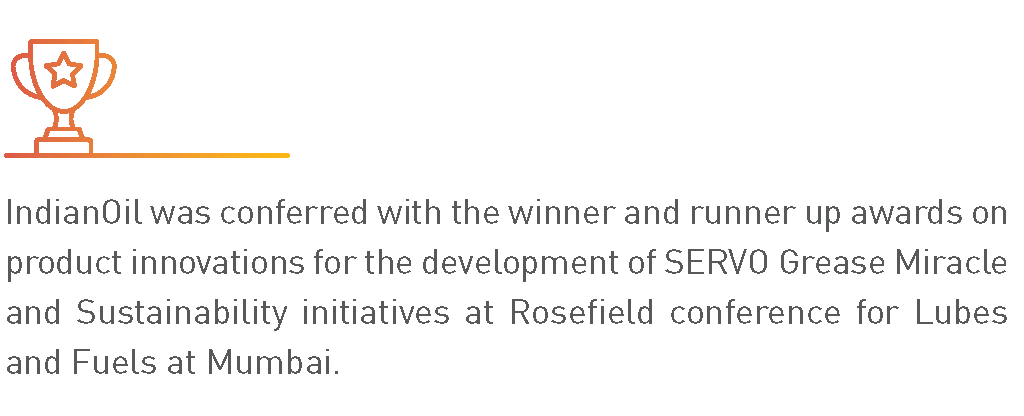 IndianOil was conferred with the winner and runner up awards on
product innovations for the development of SERVO Grease Miracle
and Sustainability initiatives at Rosefield conference for Lubes
and Fuels at Mumbai.